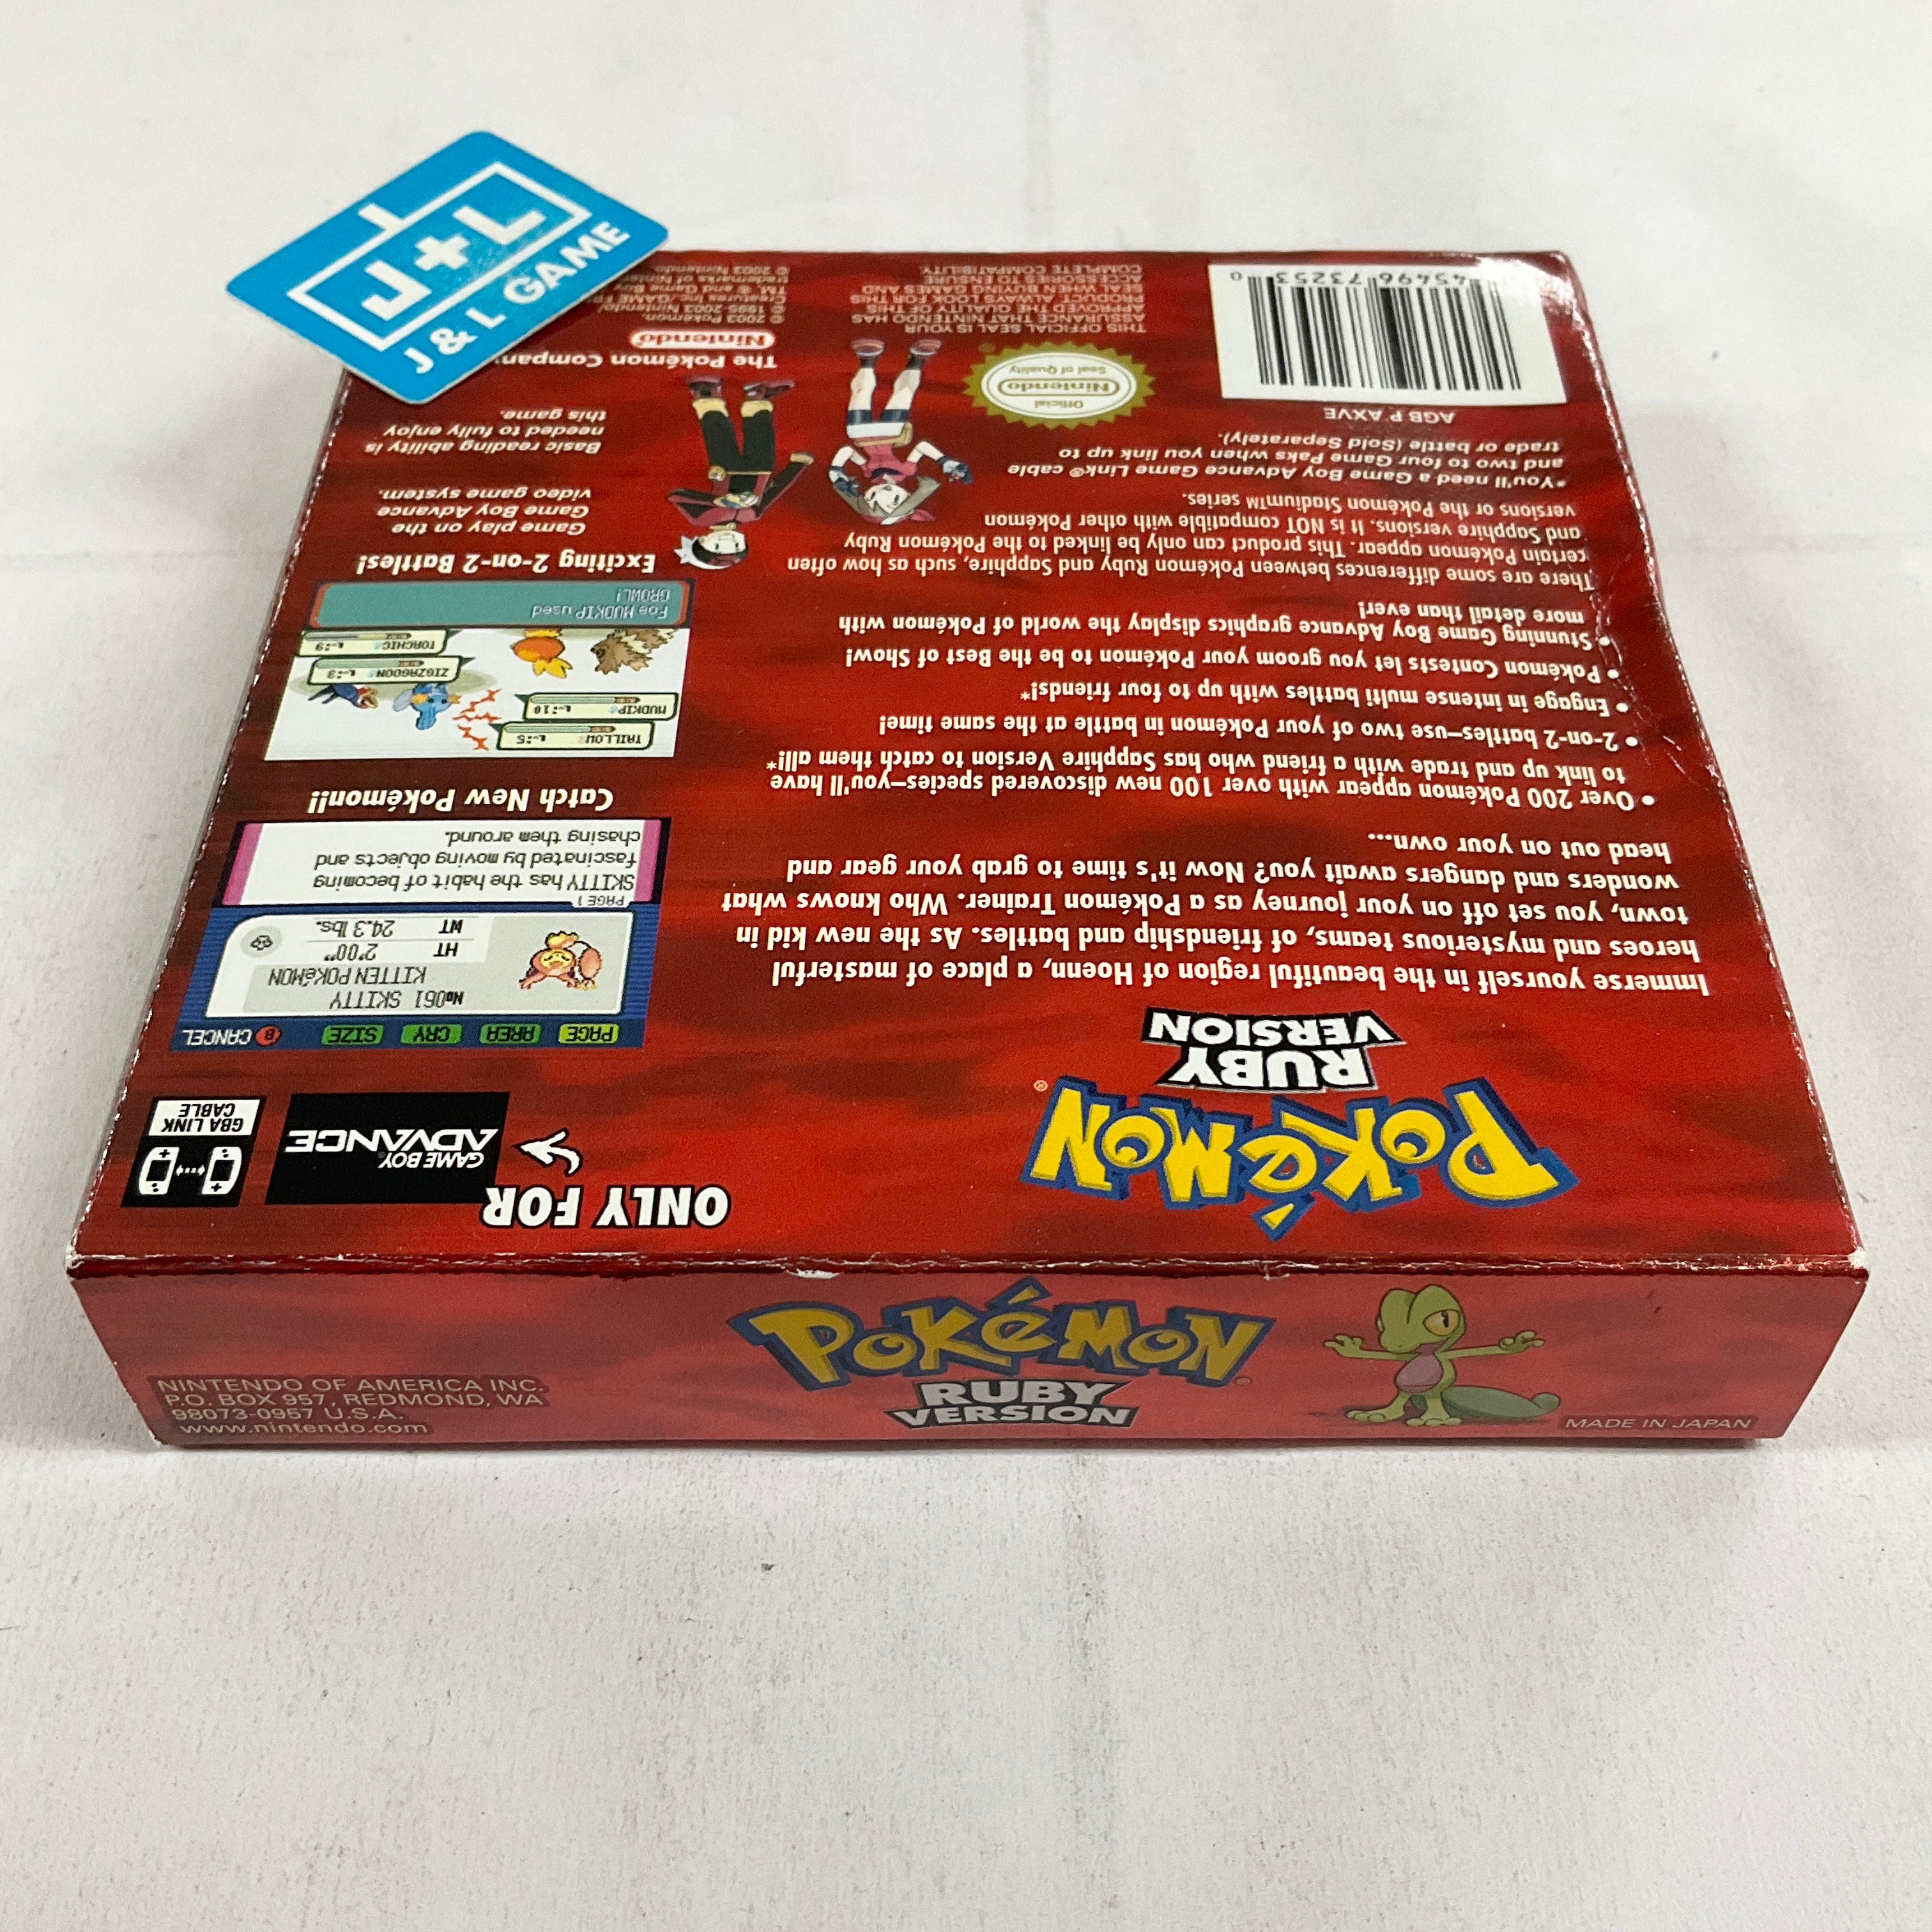 J+L
J & L GAME
POKéMON®
RUBY
VERSION
Immerse yourself in the beautiful region of Hoenn, a place of masterful
heroes and mysterious teams, of friendship and battles. As the new kid in
town, you set off on your journey as a Pokémon Trainer. Who knows what
wonders and dangers await you? Now it's time to grab your gear and
head out on your own...
• Over 200 Pokémon appear with over 100 new discovered species—you'll have
to link up and trade with a friend who has Sapphire Version to catch them all!*
• 2-on-2 battles—use two of your Pokémon in battle at the same time!
• Engage in intense multi battles with up to four friends!*
• Pokémon Contests let you groom your Pokémon to be the Best of Show!
• Stunning Game Boy Advance graphics display the world of Pokémon with
more detail than ever!
There are some differences between Pokémon Ruby and Sapphire, such as how often
certain Pokémon appear. This product can only be linked to the Pokémon Ruby
and Sapphire versions. It is NOT compatible with other Pokémon
versions or the Pokémon Stadium™ series.
*You'll need a Game Boy Advance Game Link® cable
and two to four Game Paks when you link up to
trade or battle (Sold Separately).
AGB P AXVE
45496 73253 0
Official
Nintendo
Seal of Quality
THIS OFFICIAL SEAL IS YOUR
ASSURANCE THAT NINTENDO HAS
APPROVED THE QUALITY OF THIS
PRODUCT. ALWAYS LOOK FOR THIS
SEAL WHEN BUYING GAMES AND
ACCESSORIES TO ENSURE
COMPLETE COMPATIBILITY.
ONLY FOR
GAME BOY
ADVANCE
GBA LINK
CABLE
PAGE AREA CRY SIZE B CANCEL
No061 SKITTY
KITTEN POKéMON
HT 2'00"
WT 24.3 lbs.
PAGE 1
SKITTY has the habit of becoming
fascinated by moving objects and
chasing them around.
Catch New Pokémon!!
TAILLOW L:5
MUDKIP L:10
ZIGZAGOON L:3
TORCHIC L:9
Foe MUDKIP used
GROWL!
Exciting 2-on-2 Battles!
Game play on the
Game Boy Advance
video game system.
Basic reading ability is
needed to fully enjoy
this game.
The Pokémon Company
Nintendo
© 2003 Pokémon.
© 1995-2003 Nintendo/
Creatures Inc./GAME
TM, ® and Game Boy
trademarks of Nintendo.
© 2003 Nintendo.
POKéMON®
RUBY
VERSION
NINTENDO OF AMERICA INC.
P.O. BOX 957, REDMOND, WA
98073-0957 U.S.A.
www.nintendo.com
MADE IN JAPAN